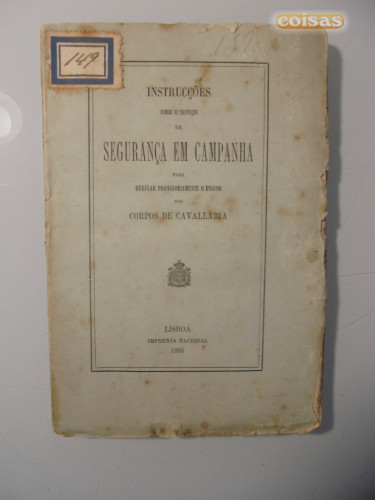 coisas
149
INSTRUCÇÕES
SOBRE O SERVIÇO
DE
SEGURANÇA EM CAMPANHA
PARA
REGULAR PROVISORIAMENTE O ENSINO
NOS
CORPOS DE CAVALLARIA
LISBOA
IMPRENSA NACIONAL